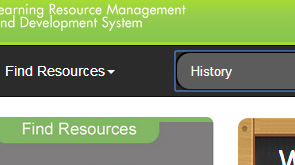 earning Resource Management
nd Development System
Find Resources
History
Find Resources
W